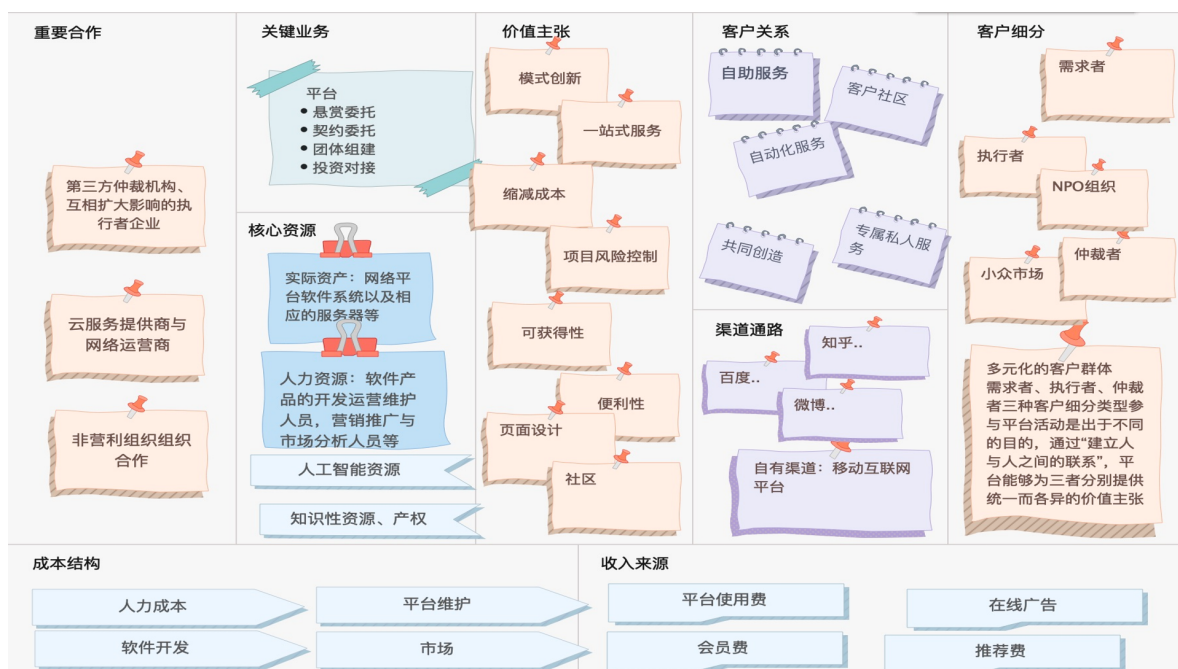 重要合作
第三方仲裁机构、
互相扩大影响的执
行者企业
云服务提供商与
网络运营商
非营利组织组织
合作
关键业务
平台
• 悬赏委托
• 契约委托
• 团体组建
• 投资对接
核心资源
实际资产：网络平
台软件系统以及相
应的服务器等
人力资源：软件产
品的开发运营维护
人员，营销推广与
市场分析人员等
人工智能资源
知识性资源、产权
价值主张
模式创新
一站式服务
缩减成本
项目风险控制
可获得性
便利性
页面设计
社区
客户关系
自助服务
客户社区
自动化服务
共同创造
专属私人服
务
渠道通路
知乎..
百度..
微博..
自有渠道：移动互联网
平台
客户细分
需求者
执行者
NPO组织
仲裁者
小众市场
多元化的客户群体
需求者、执行者、仲裁
者三种客户细分类型参
与平台活动是出于不同
的目的，通过“建立人
与人之间的联系”，平
台能够为三者分别提供
统一而各异的价值主张
成本结构
人力成本
平台维护
软件开发
市场
收入来源
平台使用费
在线广告
会员费
推荐费